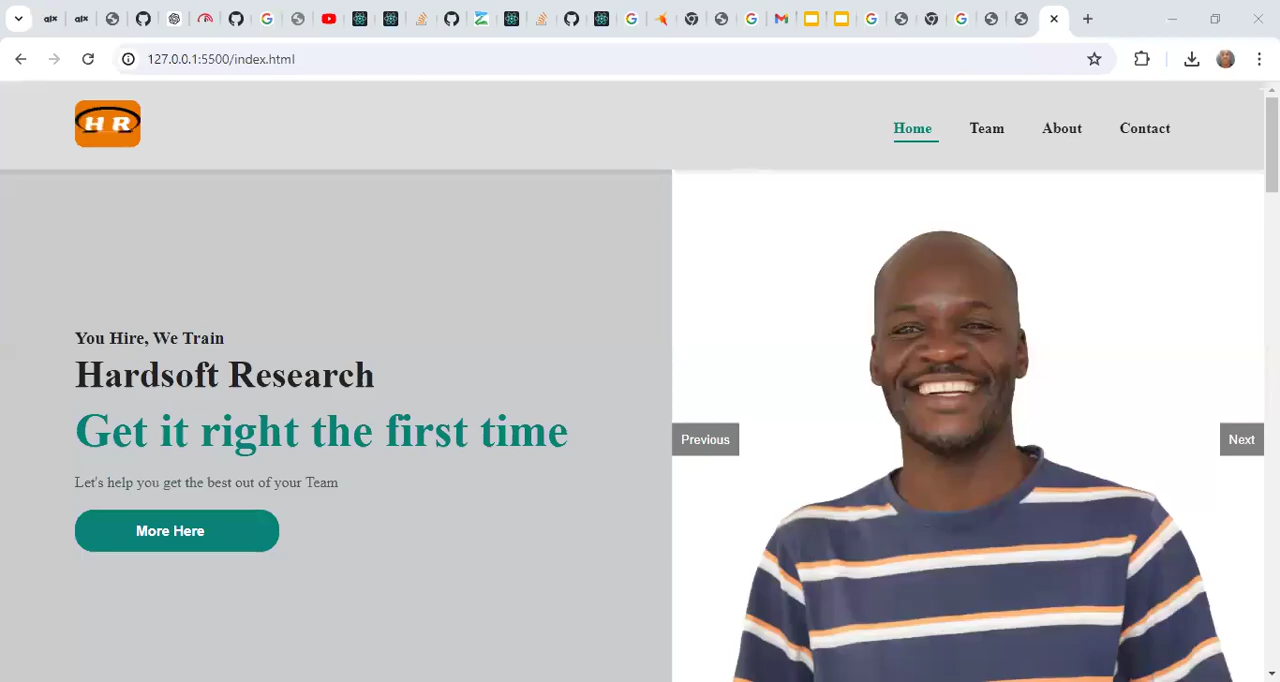 127.0.0.1:5500/index.html
H R
Home Team About Contact
You Hire, We Train
Hardsoft Research
Get it right the first time
Let's help you get the best out of your Team
More Here
Previous
Next